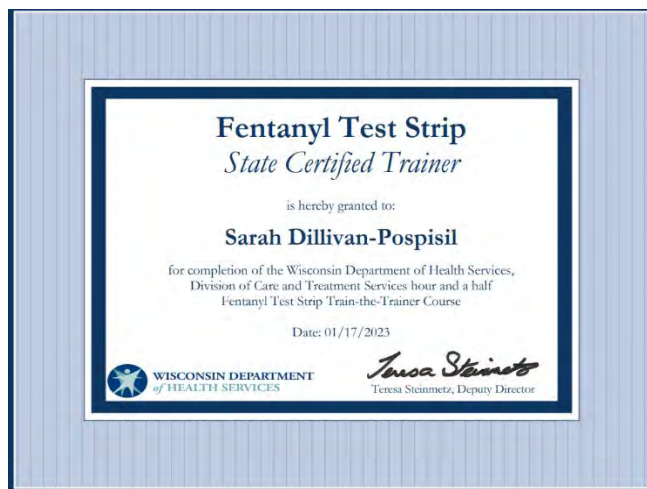 Fentanyl Test Strip
State Certified Trainer
is hereby granted to:
Sarah Dillivan-Pospisil
for completion of the Wisconsin Department of Health Services,
Division of Care and Treatment Services hour and a half
Fentanyl Test Strip Train-the-Trainer Course
Date: 01/17/2023
WISCONSIN DEPARTMENT
of HEALTH SERVICES
Teresa Steinmetz
Teresa Steinmetz, Deputy Director